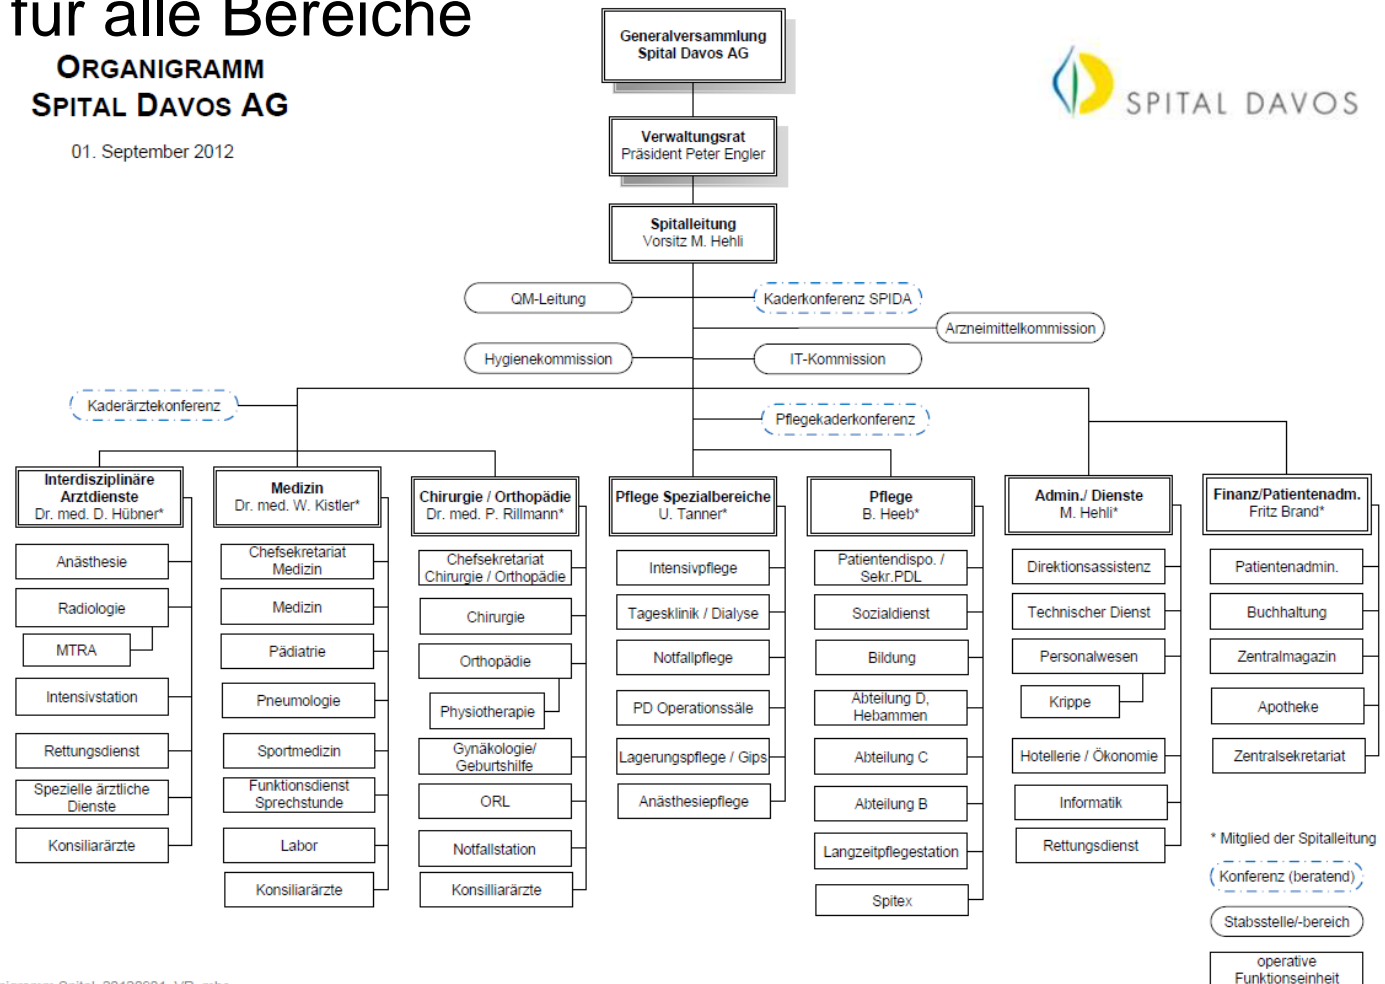 für alle Bereiche
ORGANIGRAMM
SPITAL DAVOS AG
01. September 2012
Generalversammlung
Spital Davos AG
SPITAL DAVOS
Verwaltungsrat
Präsident Peter Engler
Spitalleitung
Vorsitz M. Hehli
QM-Leitung
Kaderkonferenz SPIDA
Arzneimittelkommission
Hygienekommission
IT-Kommission
Kaderärztekonferenz
Pflegekaderkonferenz
Interdisziplinäre
Arztdienste
Dr. med. D. Hübner*
Anästhesie
Radiologie
MTRA
Intensivstation
Rettungsdienst
Spezielle ärztliche
Dienste
Konsiliarärzte
Medizin
Dr. med. W. Kistler*
Chefsekretariat
Medizin
Medizin
Pädiatrie
Pneumologie
Sportmedizin
Funktionsdienst
Sprechstunde
Labor
Konsiliarärzte
Chirurgie / Orthopädie
Dr. med. P. Rillmann*
Chefsekretariat
Chirurgie / Orthopädie
Chirurgie
Orthopädie
Physiotherapie
Gynäkologie/
Geburtshilfe
ORL
Notfallstation
Konsilliarärzte
Pflege Spezialbereiche
U. Tanner*
Intensivpflege
Tagesklinik / Dialyse
Notfallpflege
PD Operationssäle
Lagerungspflege / Gips
Anästhesiepflege
Pflege
B. Heeb*
Patientendispo. /
Sekr.PDL
Sozialdienst
Bildung
Abteilung D,
Hebammen
Abteilung C
Abteilung B
Langzeitpflegestation
Spitex
Admin./ Dienste
M. Hehli*
Direktionsassistenz
Technischer Dienst
Personalwesen
Krippe
Hotellerie / Ökonomie
Informatik
Rettungsdienst
Finanz/Patientenadm.
Fritz Brand*
Patientenadmin.
Buchhaltung
Zentralmagazin
Apotheke
Zentralsekretariat
* Mitglied der Spitalleitung
Konferenz (beratend)
Stabsstelle/-bereich
operative
Funktionseinheit